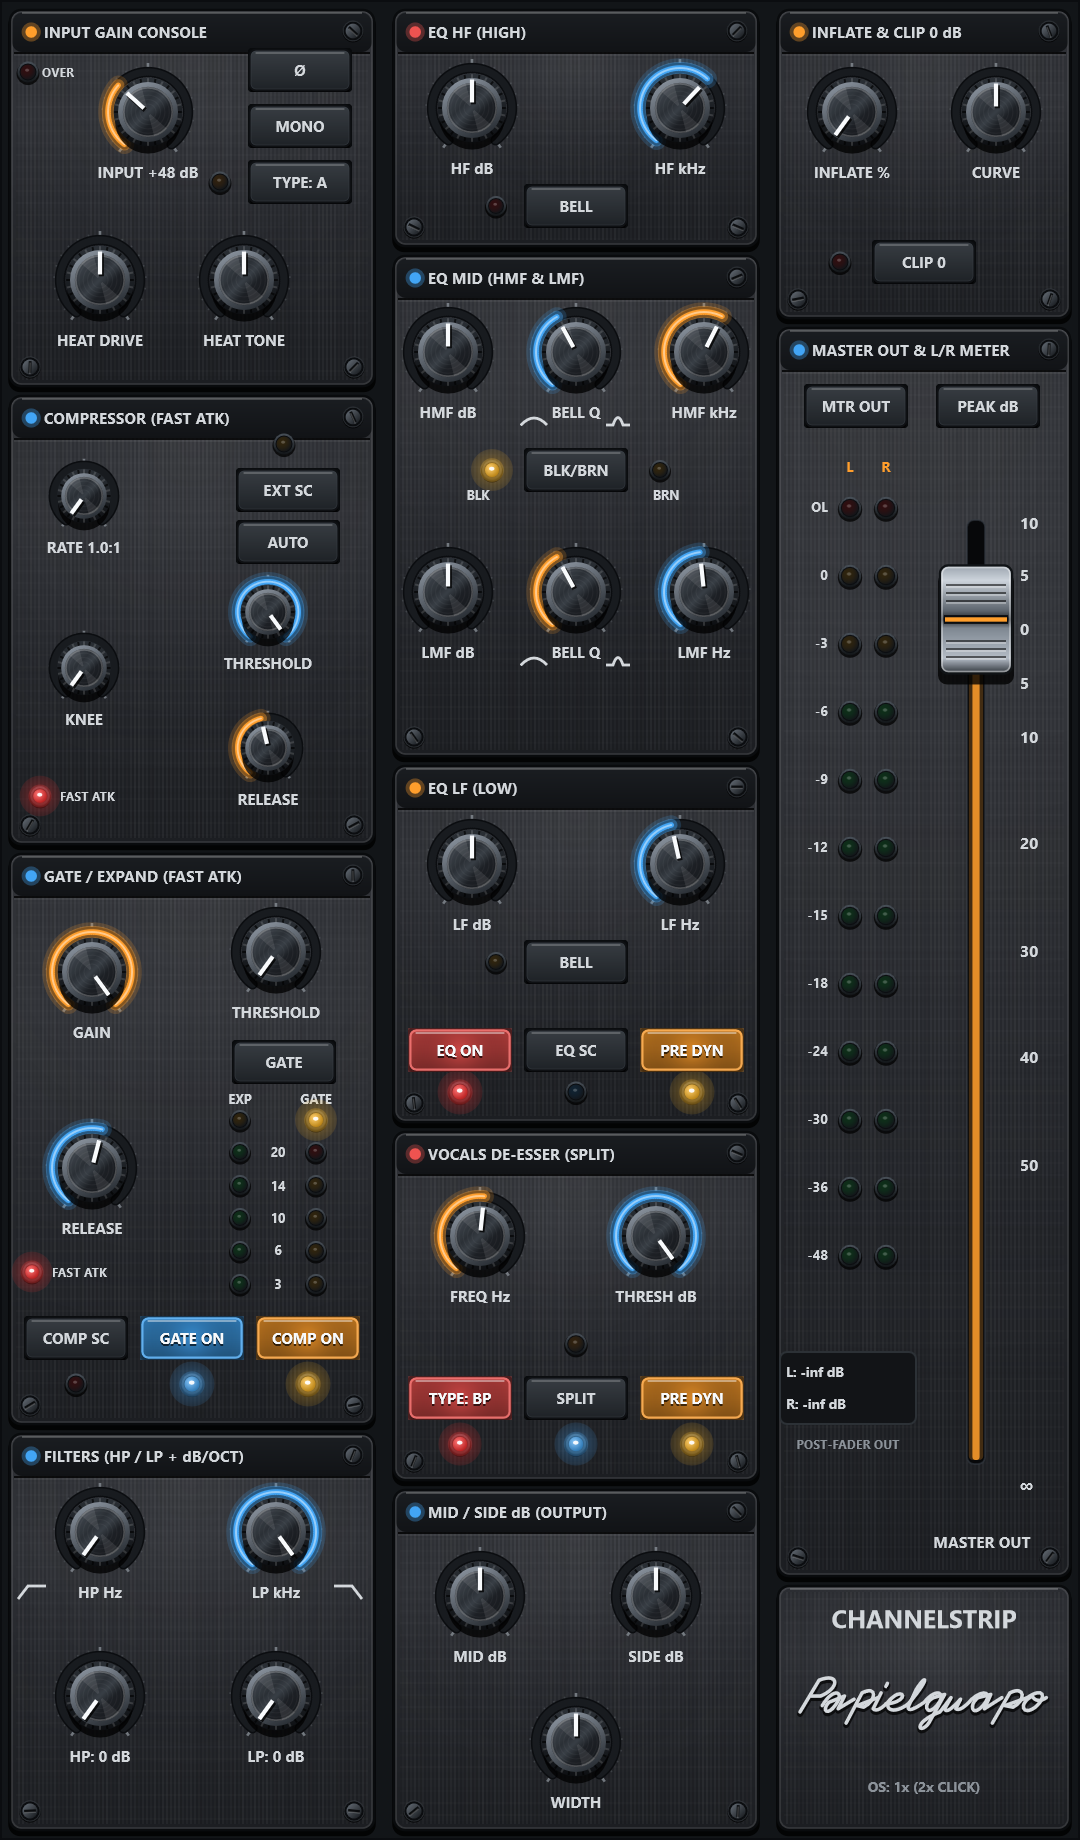 INPUT GAIN CONSOLE
OVER
Ø
MONO
INPUT +48 dB
TYPE: A
HEAT DRIVE
HEAT TONE
COMPRESSOR (FAST ATK)
EXT SC
RATE 1.0:1
AUTO
THRESHOLD
KNEE
RELEASE
FAST ATK
GATE / EXPAND (FAST ATK)
GAIN
THRESHOLD
GATE
EXP GATE
20
14
10
6
3
RELEASE
FAST ATK
COMP SC
GATE ON
COMP ON
FILTERS (HP / LP + dB/OCT)
HP Hz
LP kHz
HP: 0 dB
LP: 0 dB
EQ HF (HIGH)
HF dB
HF kHz
BELL
EQ MID (HMF & LMF)
HMF dB
BELL Q
HMF kHz
BLK/BRN
BLK
BRN
LMF dB
BELL Q
LMF Hz
EQ LF (LOW)
LF dB
LF Hz
BELL
EQ ON
EQ SC
PRE DYN
VOCALS DE-ESSER (SPLIT)
FREQ Hz
THRESH dB
TYPE: BP
SPLIT
PRE DYN
MID / SIDE dB (OUTPUT)
MID dB
SIDE dB
WIDTH
INFLATE & CLIP 0 dB
INFLATE %
CURVE
CLIP 0
MASTER OUT & L/R METER
MTR OUT
PEAK dB
L R
OL
0
-3
-6
-9
-12
-15
-18
-24
-30
-36
-48
10
5
0
5
10
20
30
40
50
∞
L: -inf dB
R: -inf dB
POST-FADER OUT
MASTER OUT
CHANNELSTRIP
Papielguapo
OS: 1x (2x CLICK)